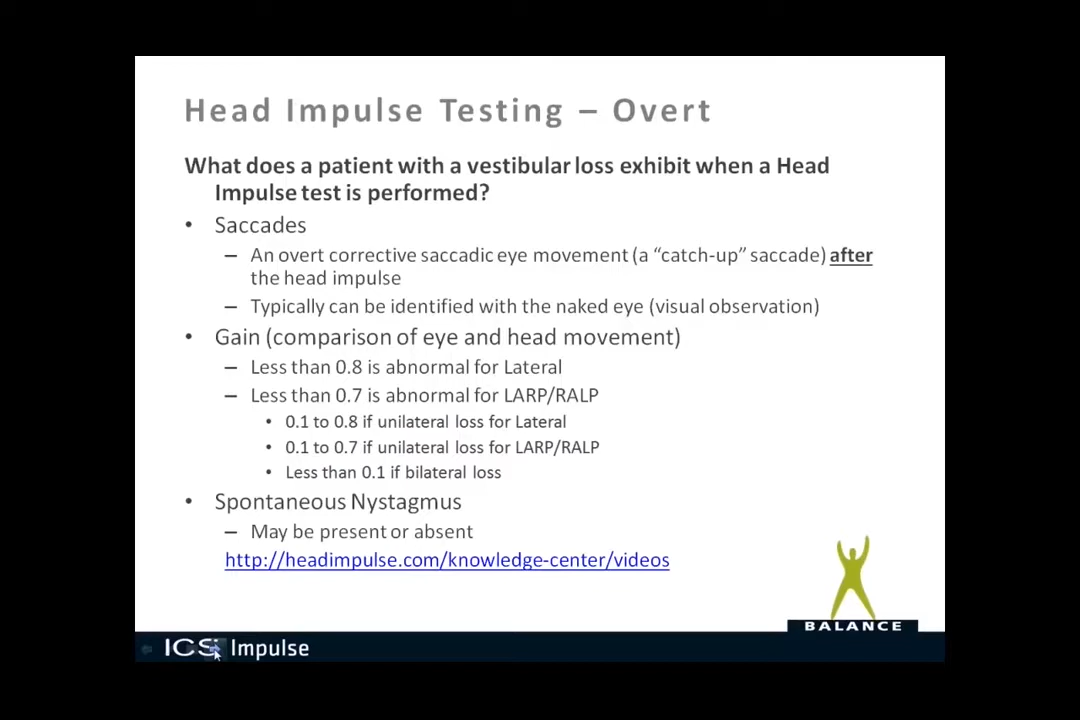 Head Impulse Testing – Overt
What does a patient with a vestibular loss exhibit when a Head
Impulse test is performed?
• Saccades
– An overt corrective saccadic eye movement (a “catch-up” saccade) after
the head impulse
– Typically can be identified with the naked eye (visual observation)
• Gain (comparison of eye and head movement)
– Less than 0.8 is abnormal for Lateral
– Less than 0.7 is abnormal for LARP/RALP
• 0.1 to 0.8 if unilateral loss for Lateral
• 0.1 to 0.7 if unilateral loss for LARP/RALP
• Less than 0.1 if bilateral loss
• Spontaneous Nystagmus
– May be present or absent
http://headimpulse.com/knowledge-center/videos
BALANCE
ICS Impulse